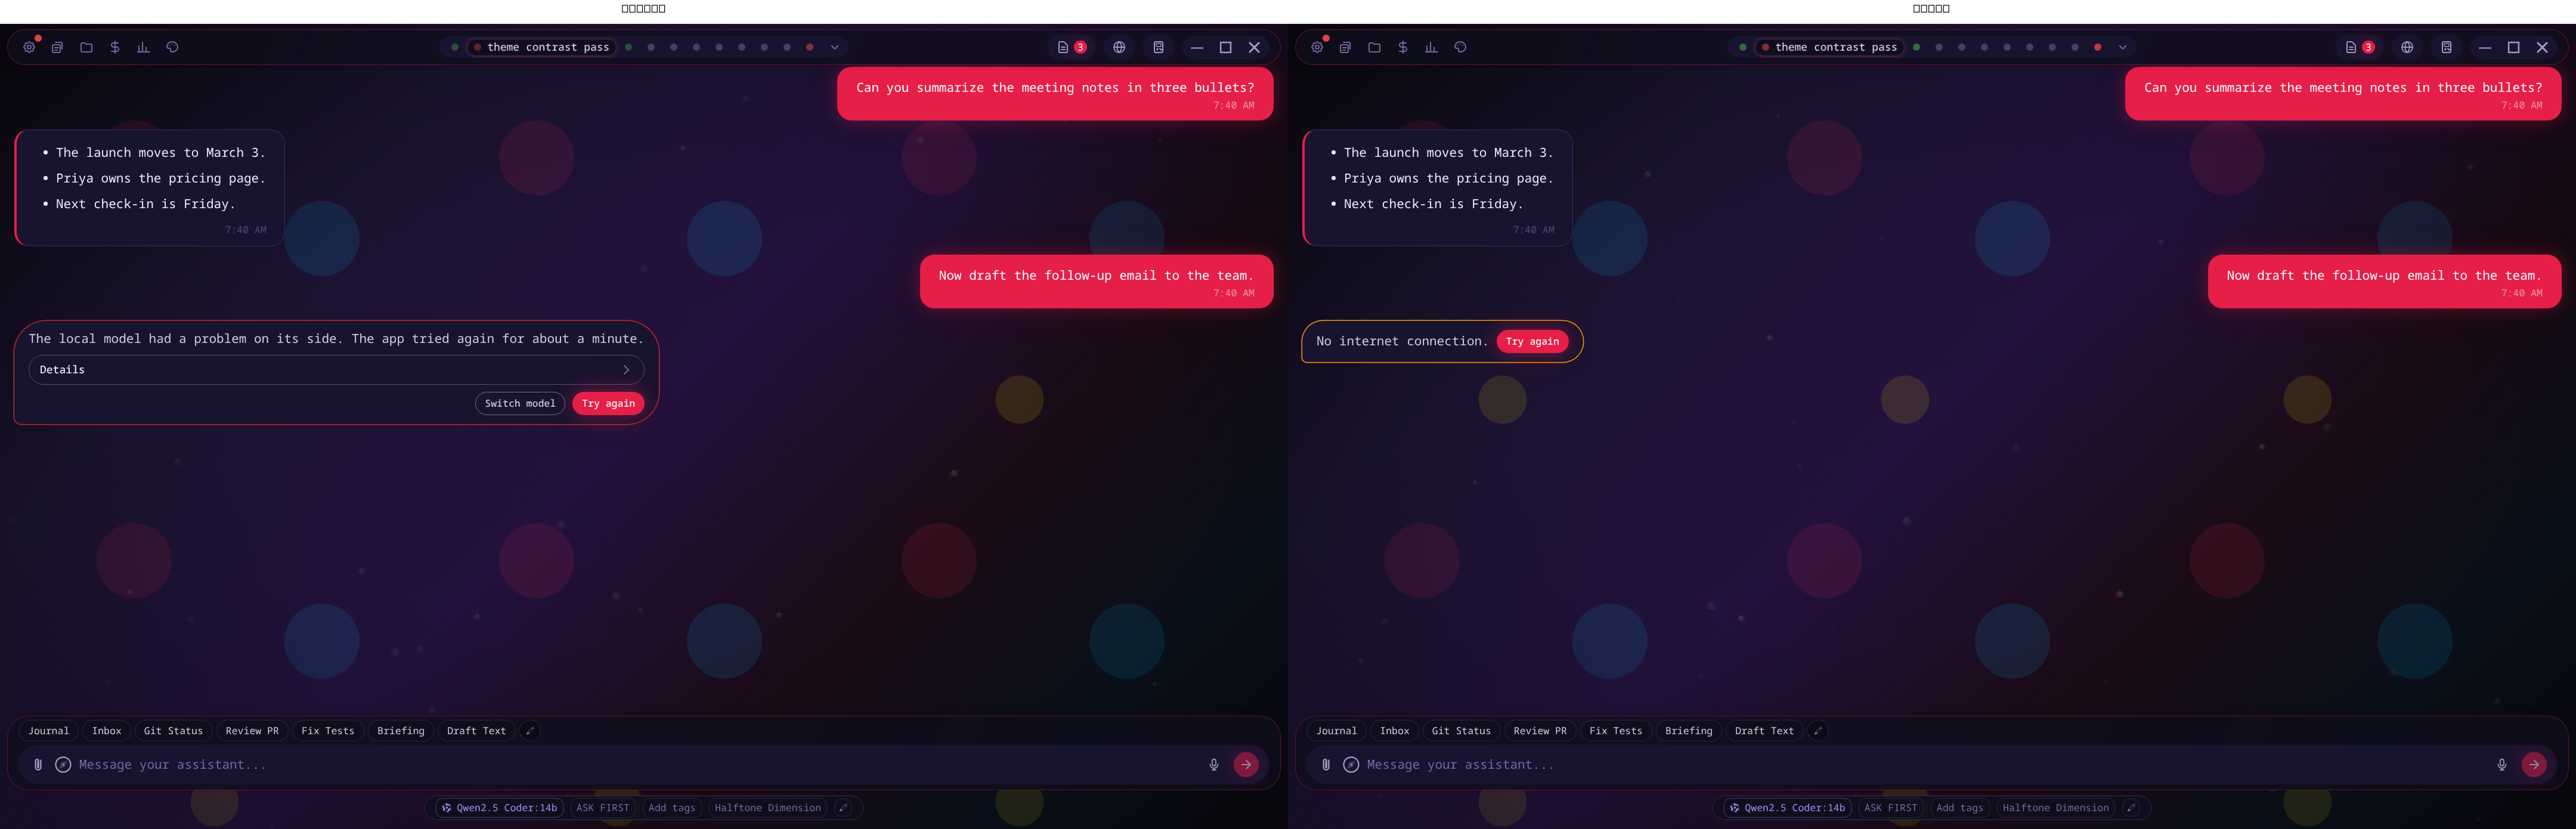 theme contrast pass
3
Can you summarize the meeting notes in three bullets?
7:40 AM
• The launch moves to March 3.
• Priya owns the pricing page.
• Next check-in is Friday.
7:40 AM
Now draft the follow-up email to the team.
7:40 AM
The local model had a problem on its side. The app tried again for about a minute.
Details
Switch model Try again
Journal Inbox Git Status Review PR Fix Tests Briefing Draft Text
Message your assistant...
Qwen2.5 Coder:14b ASK FIRST Add tags Halftone Dimension
theme contrast pass
3
Can you summarize the meeting notes in three bullets?
7:40 AM
• The launch moves to March 3.
• Priya owns the pricing page.
• Next check-in is Friday.
7:40 AM
Now draft the follow-up email to the team.
7:40 AM
No internet connection. Try again
Journal Inbox Git Status Review PR Fix Tests Briefing Draft Text
Message your assistant...
Qwen2.5 Coder:14b ASK FIRST Add tags Halftone Dimension